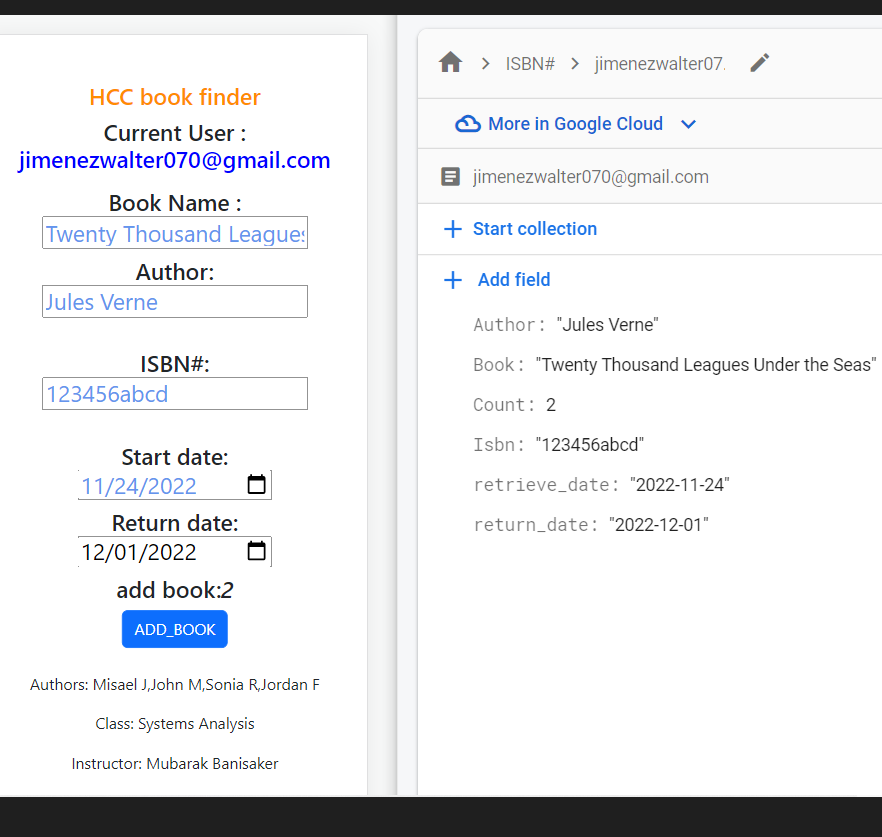 HCC book finder
Current User :
jimenezwalter070@gmail.com
Book Name :
Twenty Thousand Leagues
Author:
Jules Verne
ISBN#:
123456abcd
Start date:
11/24/2022
Return date:
12/01/2022
add book:2
ADD_BOOK
Authors: Misael J,John M,Sonia R,Jordan F
Class: Systems Analysis
Instructor: Mubarak Banisaker
ISBN# > jimenezwalter07.
More in Google Cloud
jimenezwalter070@gmail.com
+ Start collection
+ Add field
Author: "Jules Verne"
Book: "Twenty Thousand Leagues Under the Seas"
Count: 2
Isbn: "123456abcd"
retrieve_date: "2022-11-24"
return_date: "2022-12-01"